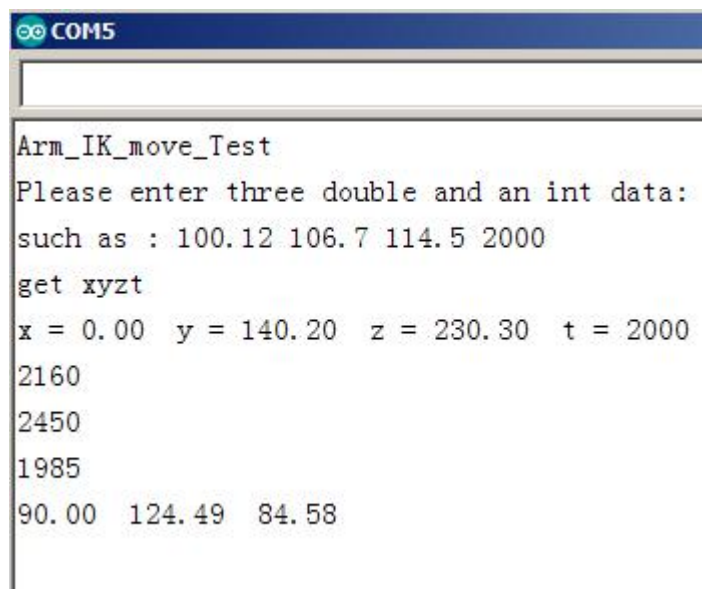 COM5
Arm_IK_move_Test
Please enter three double and an int data:
such as : 100.12 106.7 114.5 2000
get xyzt
x = 0.00  y = 140.20  z = 230.30  t = 2000
2160
2450
1985
90.00  124.49  84.58